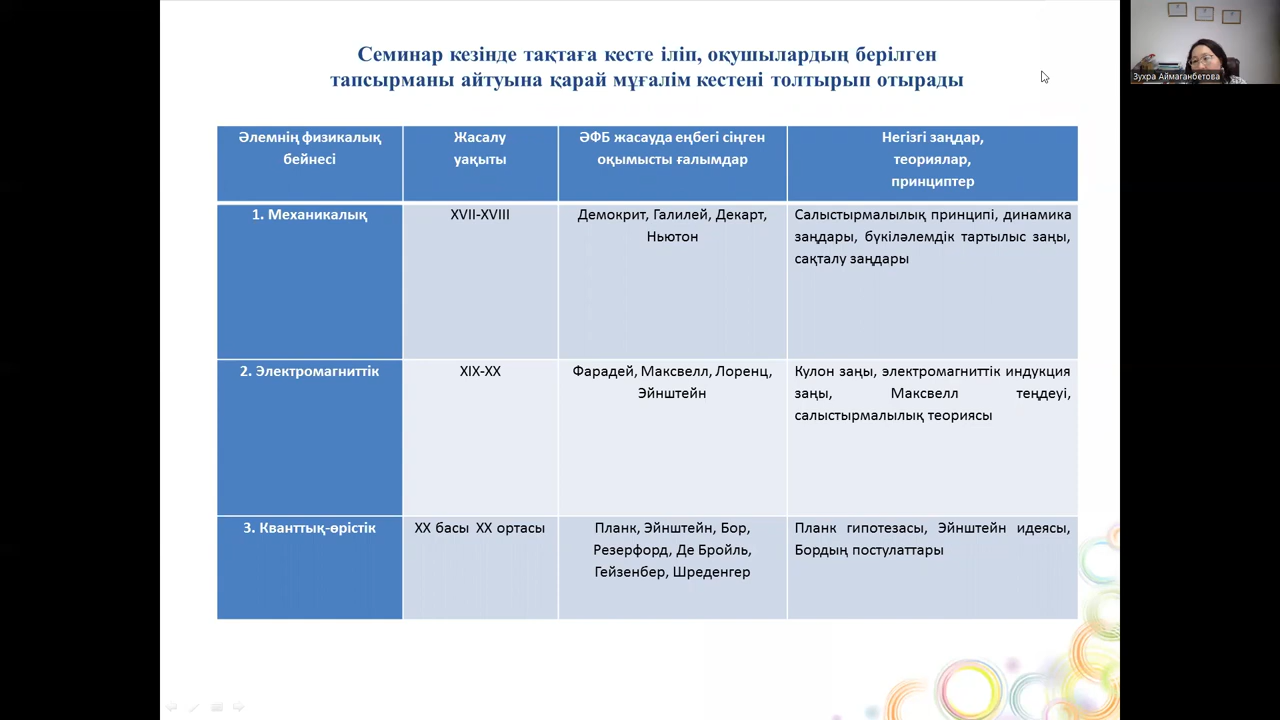 Семинар кезінде тақтаға кесте іліп, оқушылардың берілген
тапсырманы айтуына қарай мұғалім кестені толтырып отырады
Зухра Аймаганбетова
Әлемнің физикалық
бейнесі
Жасалу
уақыты
ӘФБ жасауда еңбегі сіңген
оқымысты ғалымдар
Негізгі заңдар,
теориялар,
принциптер
1. Механикалық
XVII-XVIII
Демокрит, Галилей, Декарт,
Ньютон
Салыстырмалылық принципі, динамика
заңдары, бүкіләлемдік тартылыс заңы,
сақталу заңдары
2. Электромагниттік
XIX-XX
Фарадей, Максвелл, Лоренц,
Эйнштейн
Кулон заңы, электромагниттік индукция
заңы, Максвелл теңдеуі,
салыстырмалылық теориясы
3. Кванттық-өрістік
XX басы XX ортасы
Планк, Эйнштейн, Бор,
Резерфорд, Де Бройль,
Гейзенбер, Шреденгер
Планк гипотезасы, Эйнштейн идеясы,
Бордың постулаттары